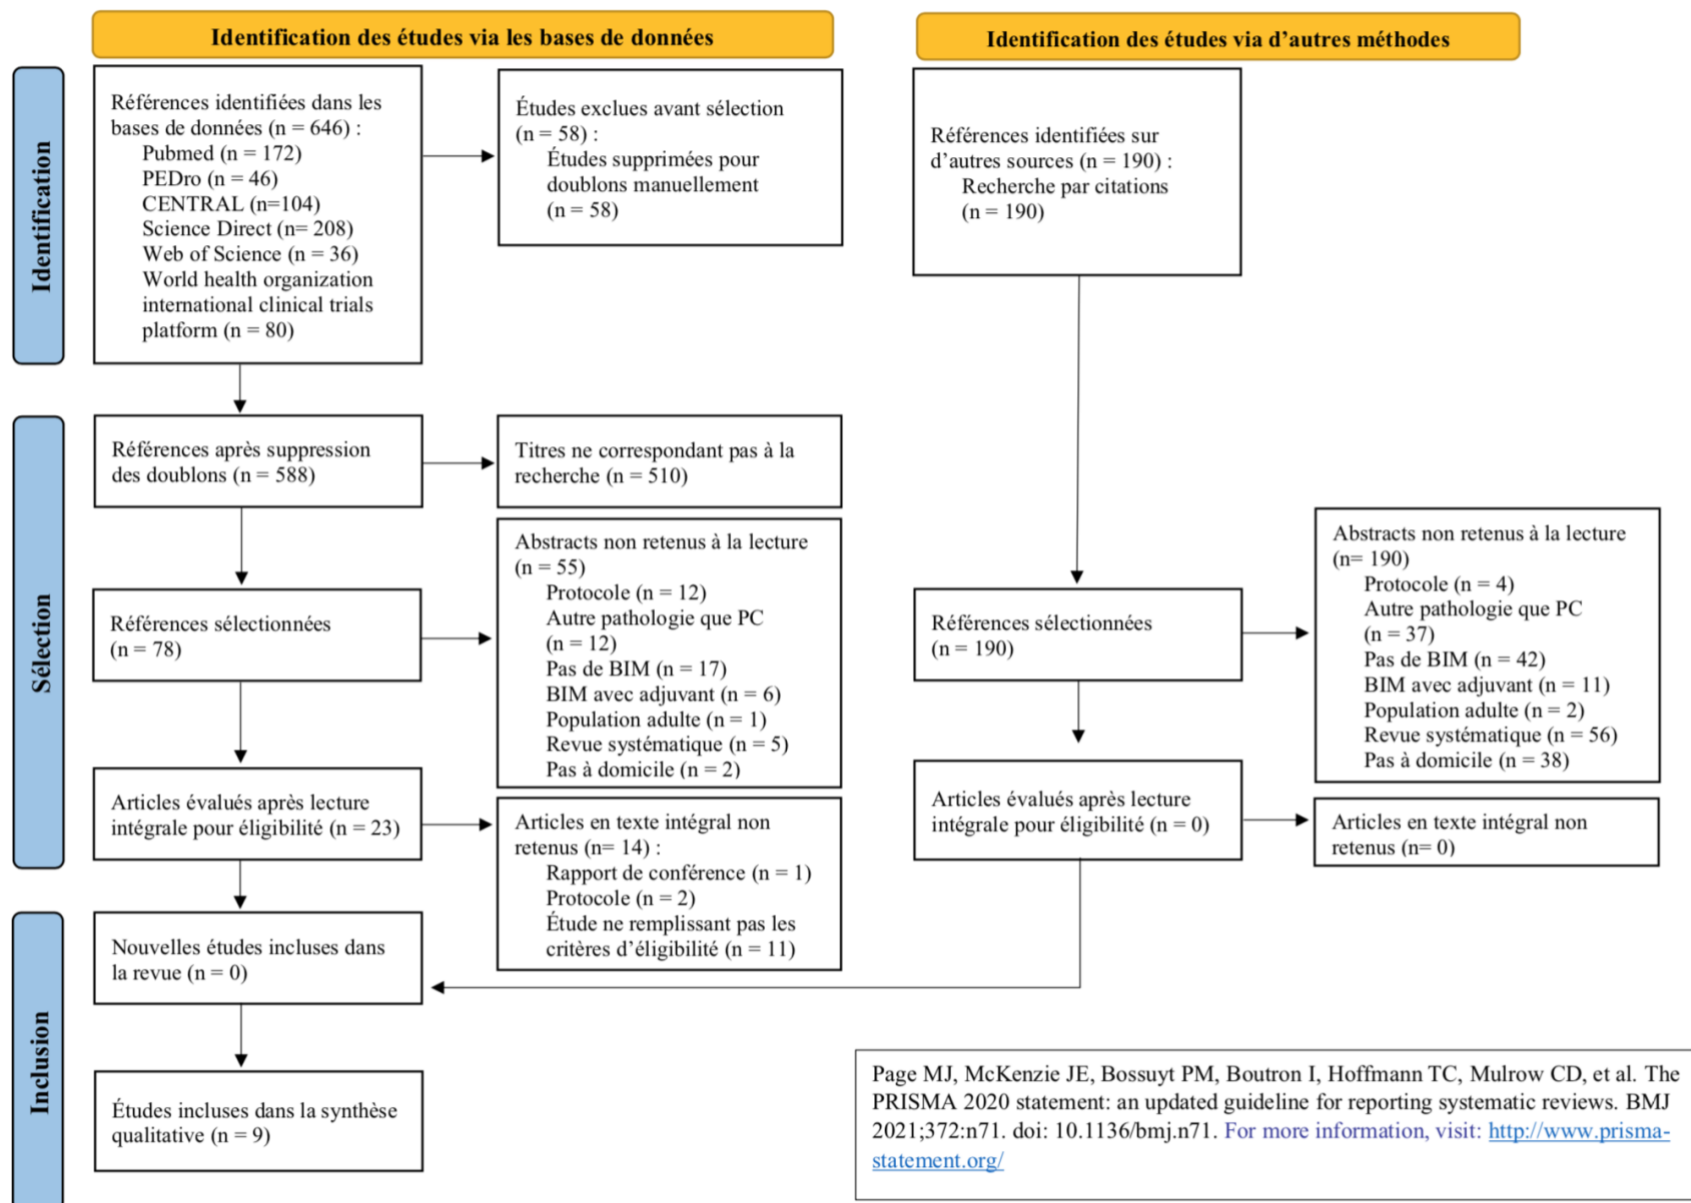 Identification des études via les bases de données
Identification des études via d'autres méthodes
Identification
Références identifiées dans les
bases de données (n = 646) :
Pubmed (n = 172)
PEDro (n = 46)
CENTRAL (n=104)
Science Direct (n= 208)
Web of Science (n = 36)
World health organization
international clinical trials
platform (n = 80)
Études exclues avant sélection
(n = 58) :
Études supprimées pour
doublons manuellement
(n = 58)
Références identifiées sur
d'autres sources (n = 190) :
Recherche par citations
(n = 190)
Sélection
Références après suppression
des doublons (n = 588)
Titres ne correspondant pas à la
recherche (n = 510)
Références sélectionnées
(n = 78)
Abstracts non retenus à la lecture
(n = 55)
Protocole (n = 12)
Autre pathologie que PC
(n = 12)
Pas de BIM (n = 17)
BIM avec adjuvant (n = 6)
Population adulte (n = 1)
Revue systématique (n = 5)
Pas à domicile (n = 2)
Références sélectionnées
(n = 190)
Abstracts non retenus à la lecture
(n= 190)
Protocole (n = 4)
Autre pathologie que PC
(n = 37)
Pas de BIM (n = 42)
BIM avec adjuvant (n = 11)
Population adulte (n = 2)
Revue systématique (n = 56)
Pas à domicile (n = 38)
Articles évalués après lecture
intégrale pour éligibilité (n = 23)
Articles en texte intégral non
retenus (n= 14) :
Rapport de conférence (n = 1)
Protocole (n = 2)
Étude ne remplissant pas les
critères d'éligibilité (n = 11)
Articles évalués après lecture
intégrale pour éligibilité (n = 0)
Articles en texte intégral non
retenus (n= 0)
Inclusion
Nouvelles études incluses dans
la revue (n = 0)
Études incluses dans la synthèse
qualitative (n = 9)
Page MJ, McKenzie JE, Bossuyt PM, Boutron I, Hoffmann TC, Mulrow CD, et al. The
PRISMA 2020 statement: an updated guideline for reporting systematic reviews. BMJ
2021;372:n71. doi: 10.1136/bmj.n71. For more information, visit: http://www.prisma-
statement.org/